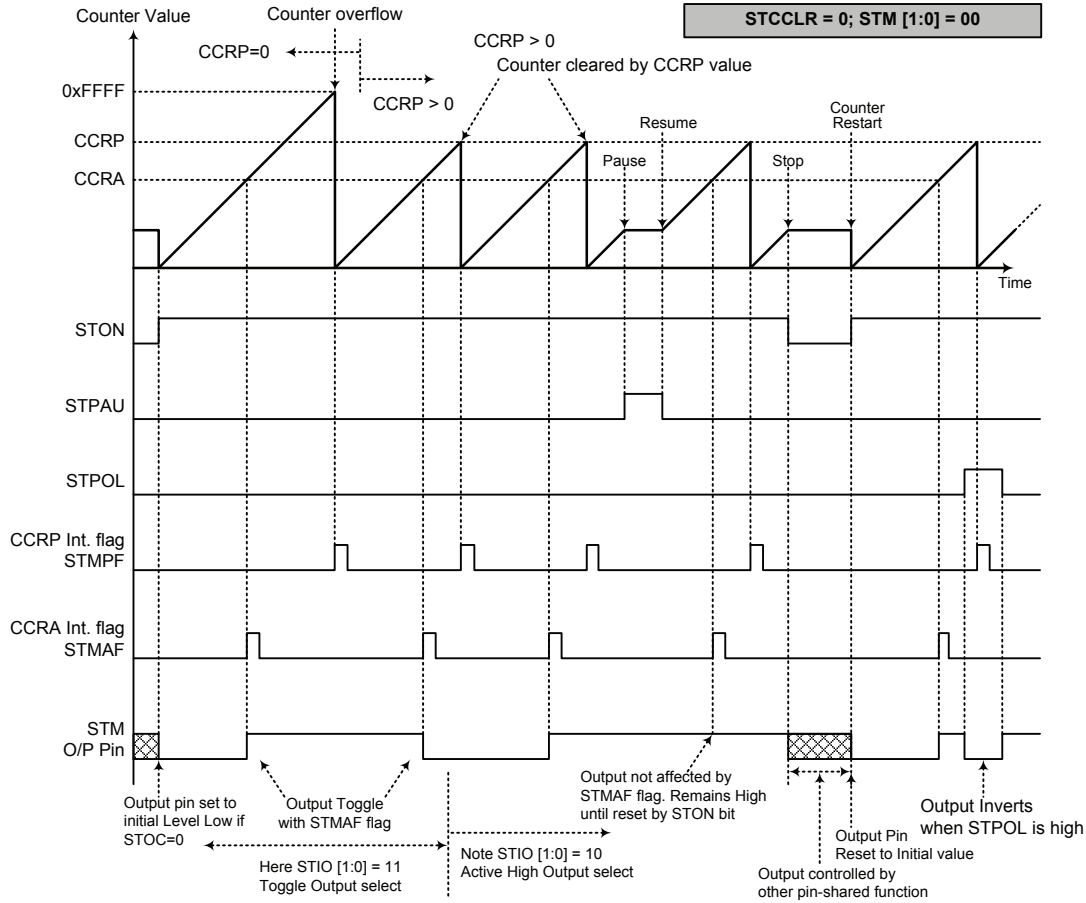 Counter Value
Counter overflow
STCCLR = 0; STM [1:0] = 00
CCRP=0
CCRP > 0
CCRP > 0
Counter cleared by CCRP value
0xFFFF
CCRP
CCRA
Pause
Resume
Stop
Counter
Restart
Time
STON
STPAU
STPOL
CCRP Int. flag
STMPF
CCRA Int. flag
STMAF
STM
O/P Pin
Output pin set to
initial Level Low if
STOC=0
Output Toggle
with STMAF flag
Here STIO [1:0] = 11
Toggle Output select
Note STIO [1:0] = 10
Active High Output select
Output not affected by
STMAF flag. Remains High
until reset by STON bit
Output Pin
Reset to Initial value
Output controlled by
other pin-shared function
Output Inverts
when STPOL is high